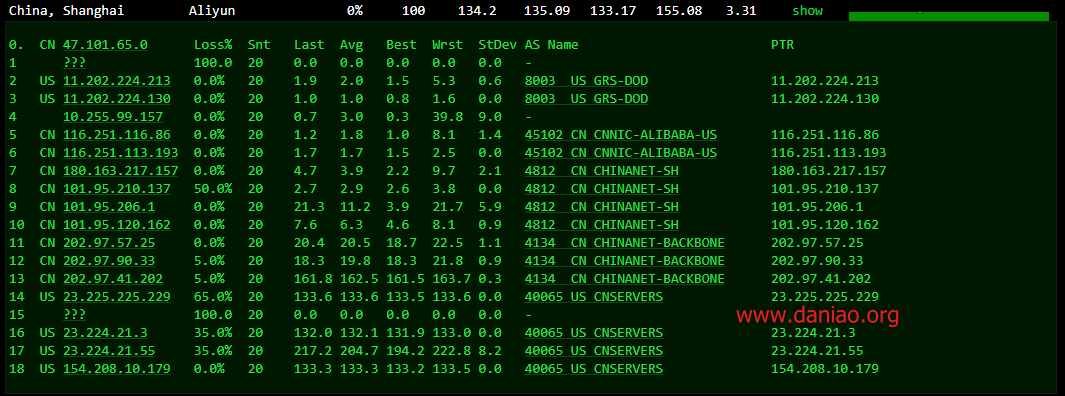 China, Shanghai Aliyun 0% 100 134.2 135.09 133.17 155.08 3.31 show
0. CN 47.101.65.0 Loss% Snt Last Avg Best Wrst StDev AS Name PTR
1 ??? 100.0 20 0.0 0.0 0.0 0.0 0.0 -
2 US 11.202.224.213 0.0% 20 1.9 2.0 1.5 5.3 0.6 8003 US GRS-DOD 11.202.224.213
3 US 11.202.224.130 0.0% 20 1.0 1.0 0.8 1.6 0.0 8003 US GRS-DOD 11.202.224.130
4 10.255.99.157 0.0% 20 0.7 3.0 0.3 39.8 9.0 -
5 CN 116.251.116.86 0.0% 20 1.2 1.8 1.0 8.1 1.4 45102 CN CNNIC-ALIBABA-US 116.251.116.86
6 CN 116.251.113.193 0.0% 20 1.7 1.7 1.5 2.5 0.0 45102 CN CNNIC-ALIBABA-US 116.251.113.193
7 CN 180.163.217.157 0.0% 20 4.7 3.9 2.2 9.7 2.1 4812 CN CHINANET-SH 180.163.217.157
8 CN 101.95.210.137 50.0% 20 2.7 2.9 2.6 3.8 0.0 4812 CN CHINANET-SH 101.95.210.137
9 CN 101.95.206.1 0.0% 20 21.3 11.2 3.9 21.7 5.9 4812 CN CHINANET-SH 101.95.206.1
10 CN 101.95.120.162 0.0% 20 7.6 6.3 4.6 8.1 0.9 4812 CN CHINANET-SH 101.95.120.162
11 CN 202.97.57.25 0.0% 20 20.4 20.5 18.7 22.5 1.1 4134 CN CHINANET-BACKBONE 202.97.57.25
12 CN 202.97.90.33 5.0% 20 18.3 19.8 18.3 21.8 0.9 4134 CN CHINANET-BACKBONE 202.97.90.33
13 CN 202.97.41.202 5.0% 20 161.8 162.5 161.5 163.7 0.3 4134 CN CHINANET-BACKBONE 202.97.41.202
14 US 23.225.225.229 65.0% 20 133.6 133.6 133.5 133.6 0.0 40065 US CNSERVERS 23.225.225.229
15 ??? 100.0 20 0.0 0.0 0.0 0.0 0.0 -
www.daniao.org
16 US 23.224.21.3 35.0% 20 132.0 132.1 131.9 133.0 0.0 40065 US CNSERVERS 23.224.21.3
17 US 23.224.21.55 35.0% 20 217.2 204.7 194.2 222.8 8.2 40065 US CNSERVERS 23.224.21.55
18 US 154.208.10.179 0.0% 20 133.3 133.3 133.2 133.5 0.0 40065 US CNSERVERS 154.208.10.179